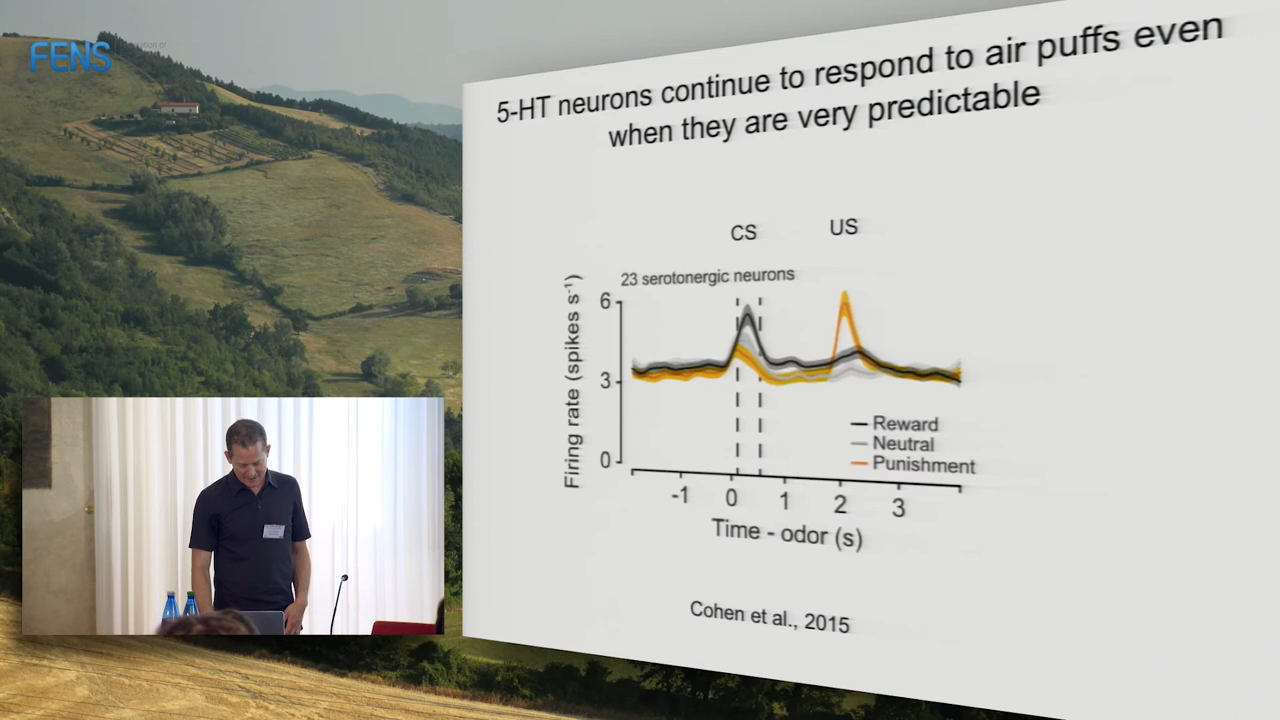 FENS
5-HT neurons continue to respond to air puffs even
when they are very predictable
CS
US
23 serotonergic neurons
Firing rate (spikes s⁻¹)
6
3
0
Reward
Neutral
Punishment
-1
0
1
2
3
Time - odor (s)
Cohen et al., 2015